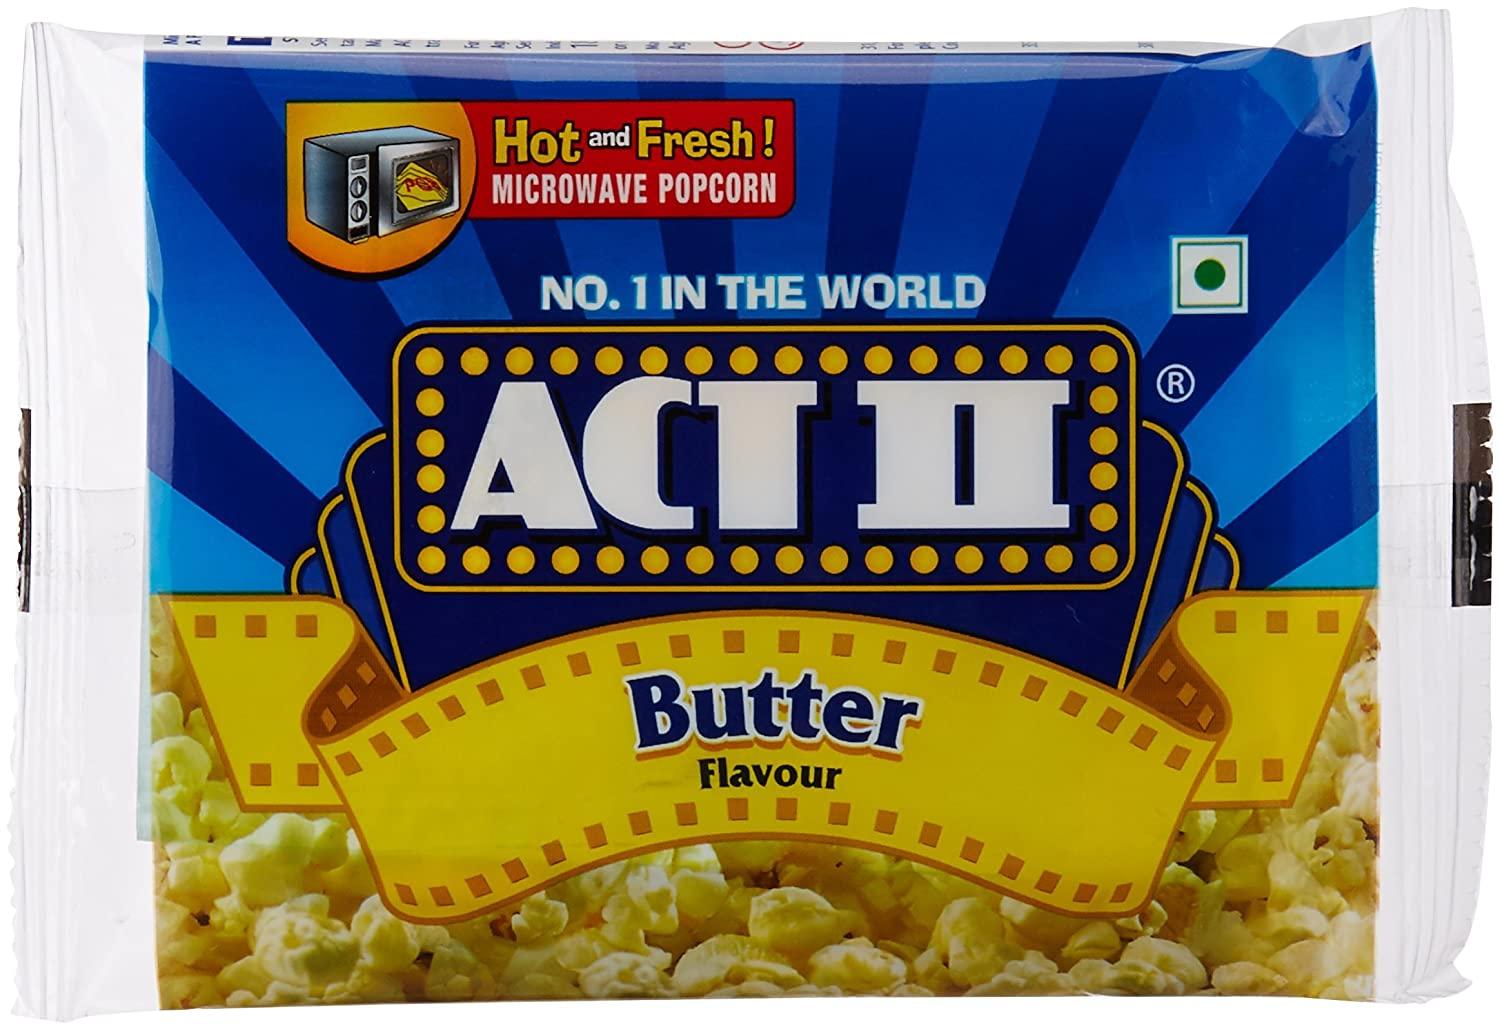 Hot and Fresh!
MICROWAVE POPCORN
NO. 1 IN THE WORLD
ACT II
®
Butter
Flavour